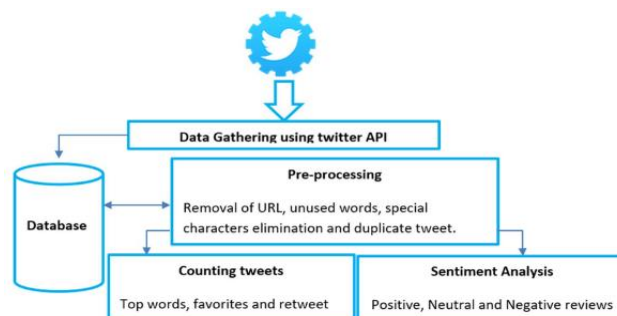 Data Gathering using twitter API
Pre-processing
Removal of URL, unused words, special
characters elimination and duplicate tweet.
Database
Counting tweets
Top words, favorites and retweet
Sentiment Analysis
Positive, Neutral and Negative reviews